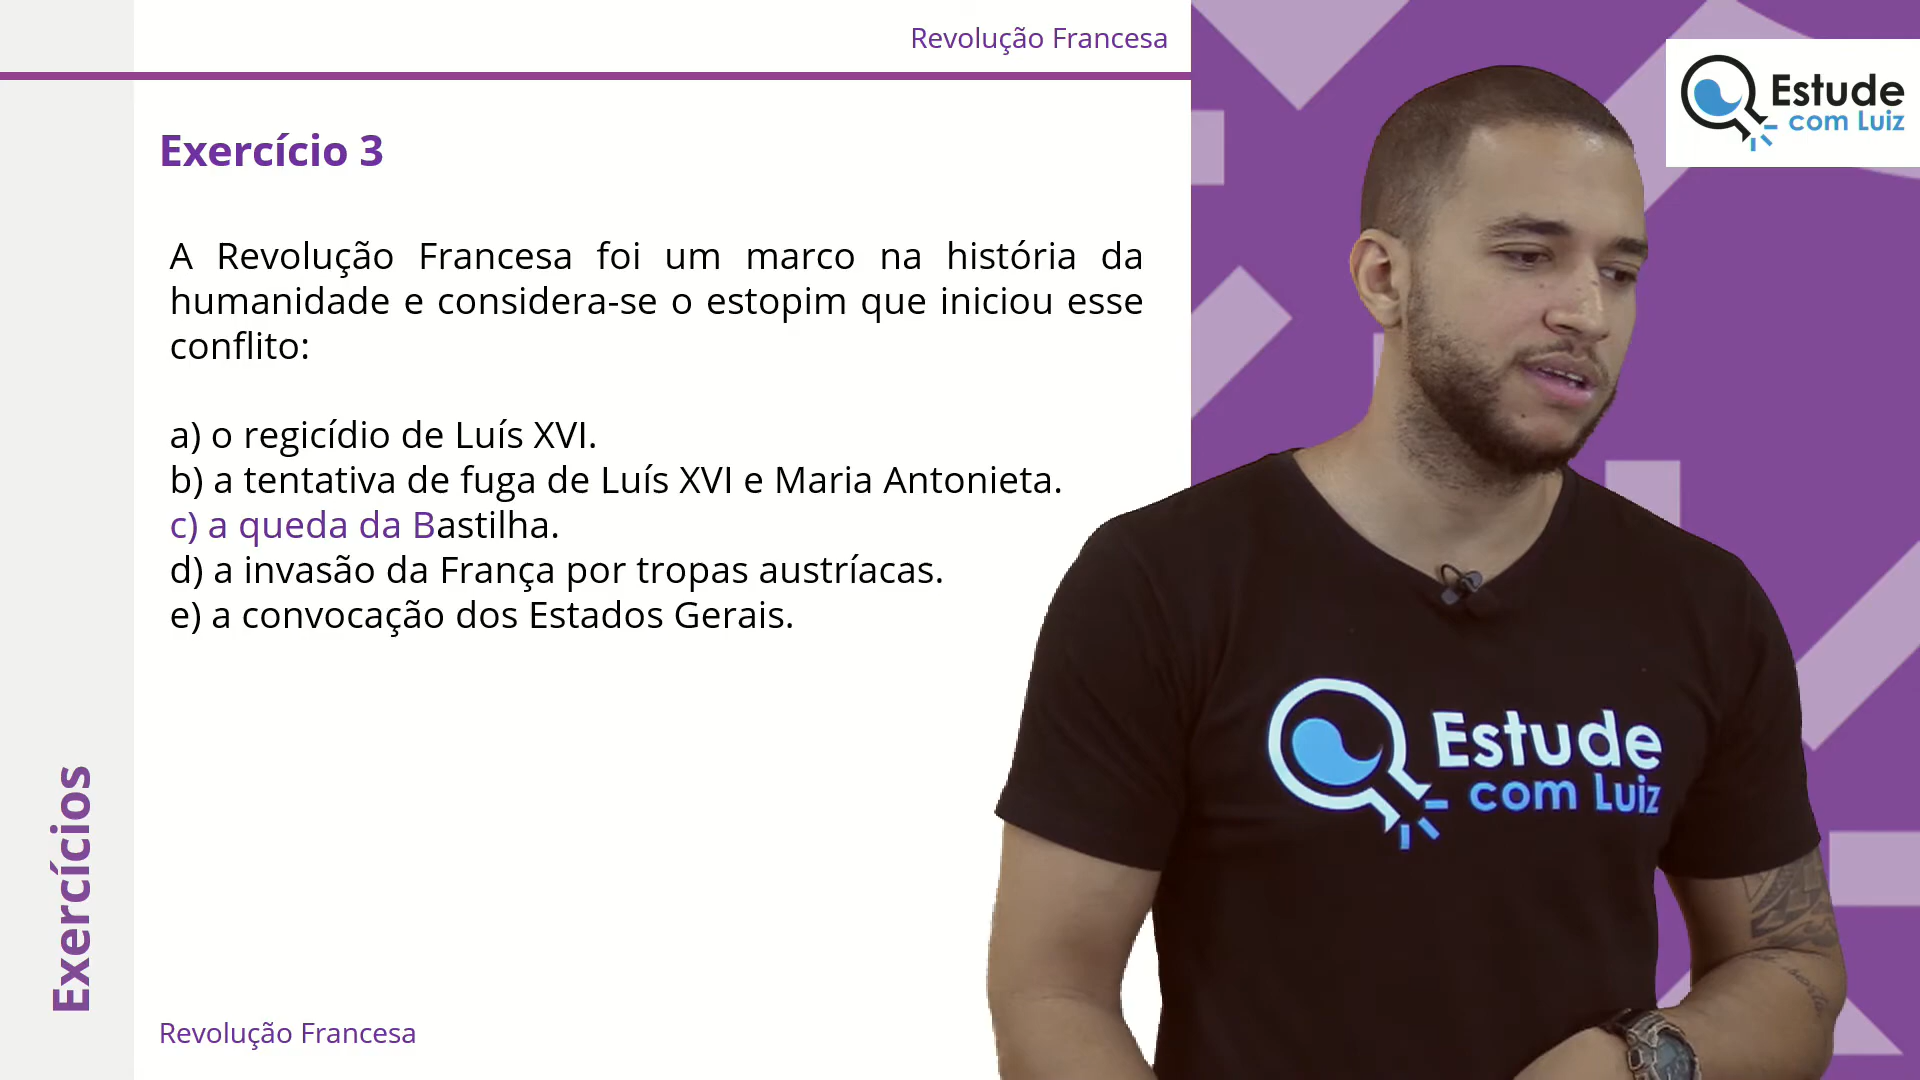 Revolução Francesa
Estude
com Luiz
Exercício 3
A Revolução Francesa foi um marco na história da
humanidade e considera-se o estopim que iniciou esse
conflito:
a) o regicídio de Luís XVI.
b) a tentativa de fuga de Luís XVI e Maria Antonieta.
c) a queda da Bastilha.
d) a invasão da França por tropas austríacas.
e) a convocação dos Estados Gerais.
Estude
com Luiz
Exercícios
Revolução Francesa